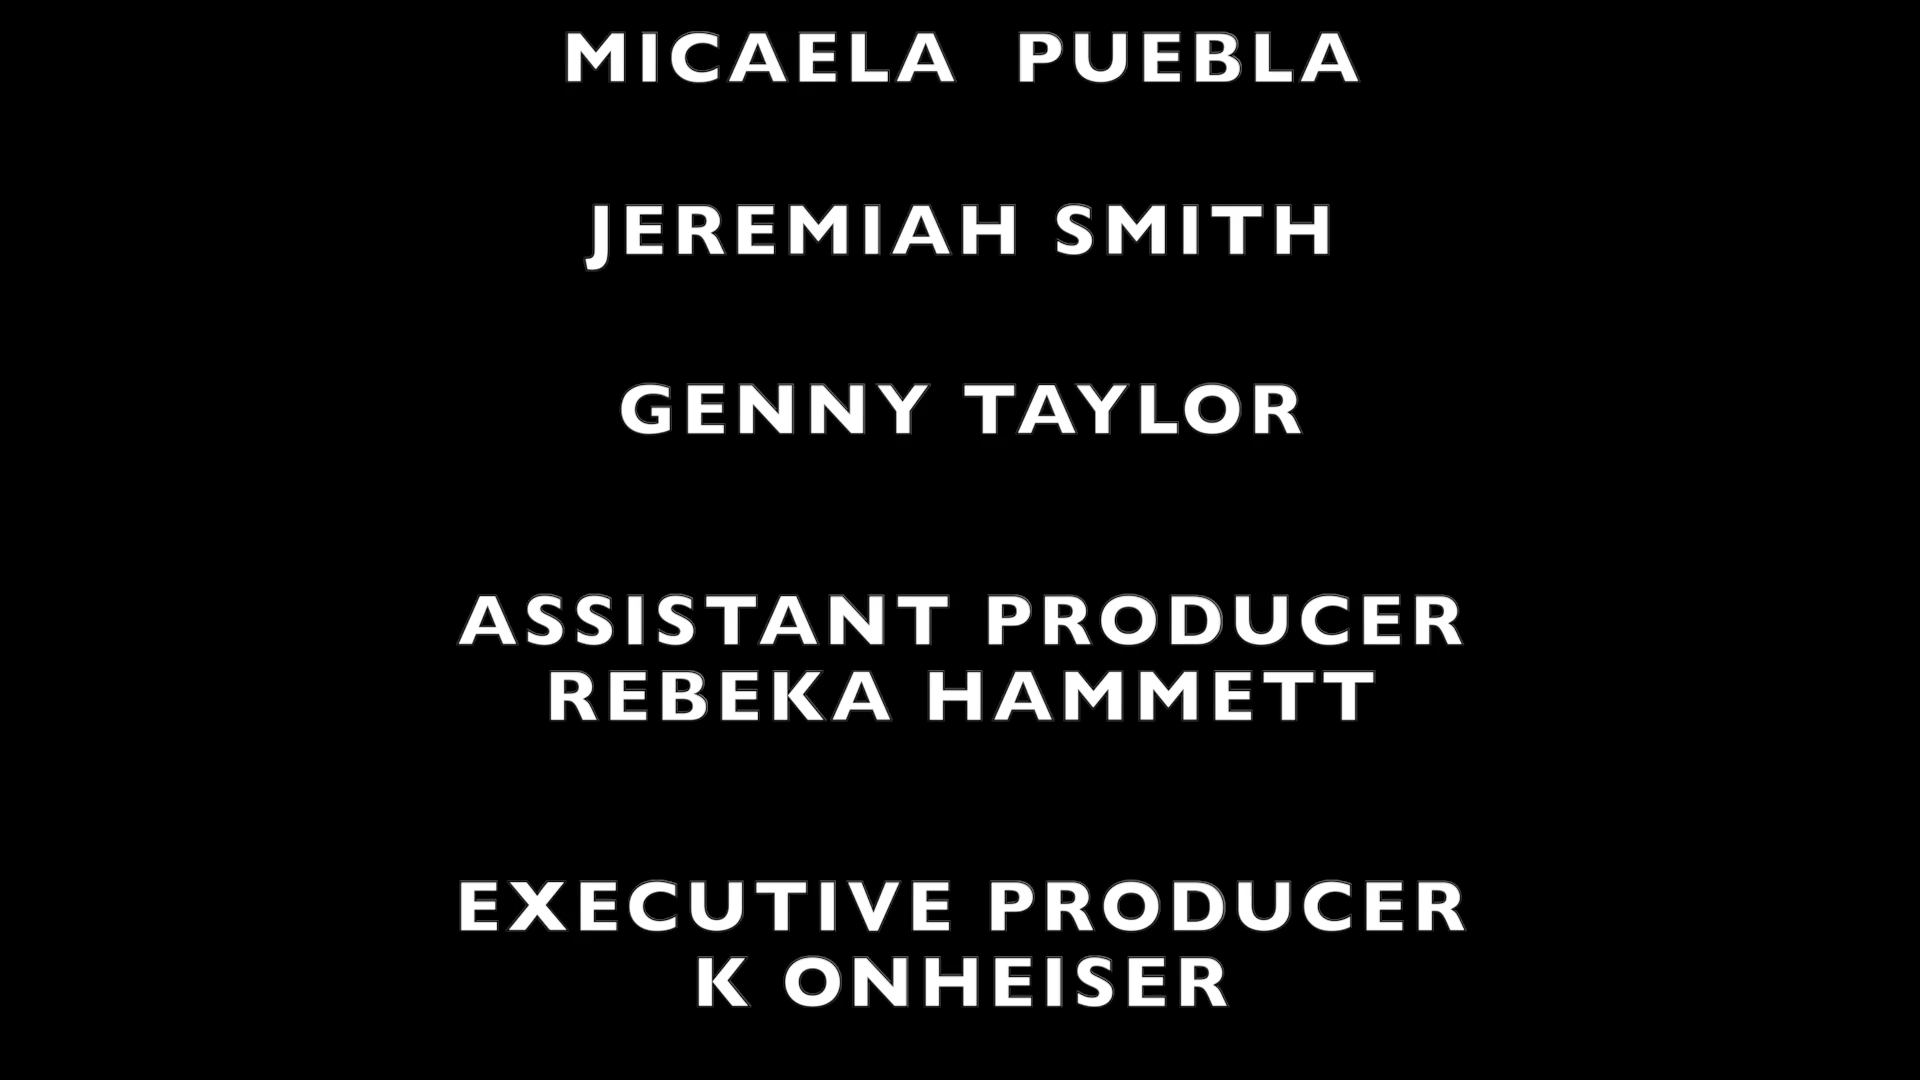 MICAELA  PUEBLA
JEREMIAH SMITH
GENNY TAYLOR
ASSISTANT PRODUCER
REBEKA HAMMETT
EXECUTIVE PRODUCER
K ONHEISER